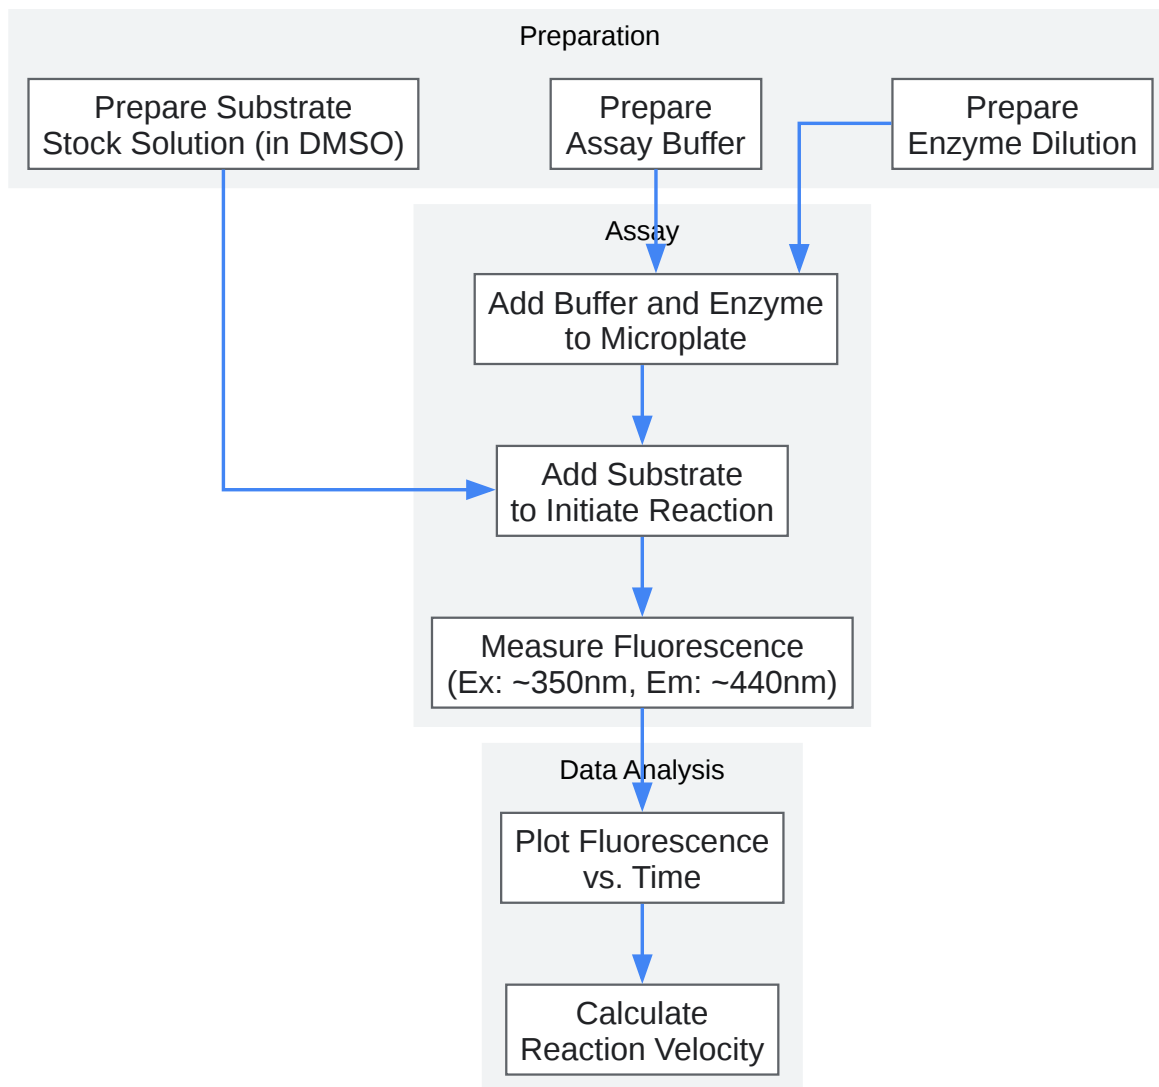 Preparation
Prepare Substrate
Stock Solution (in DMSO)
Prepare
Assay Buffer
Prepare
Enzyme Dilution
Assay
Add Buffer and Enzyme
to Microplate
Add Substrate
to Initiate Reaction
Measure Fluorescence
(Ex: ~350nm, Em: ~440nm)
Data Analysis
Plot Fluorescence
vs. Time
Calculate
Reaction Velocity